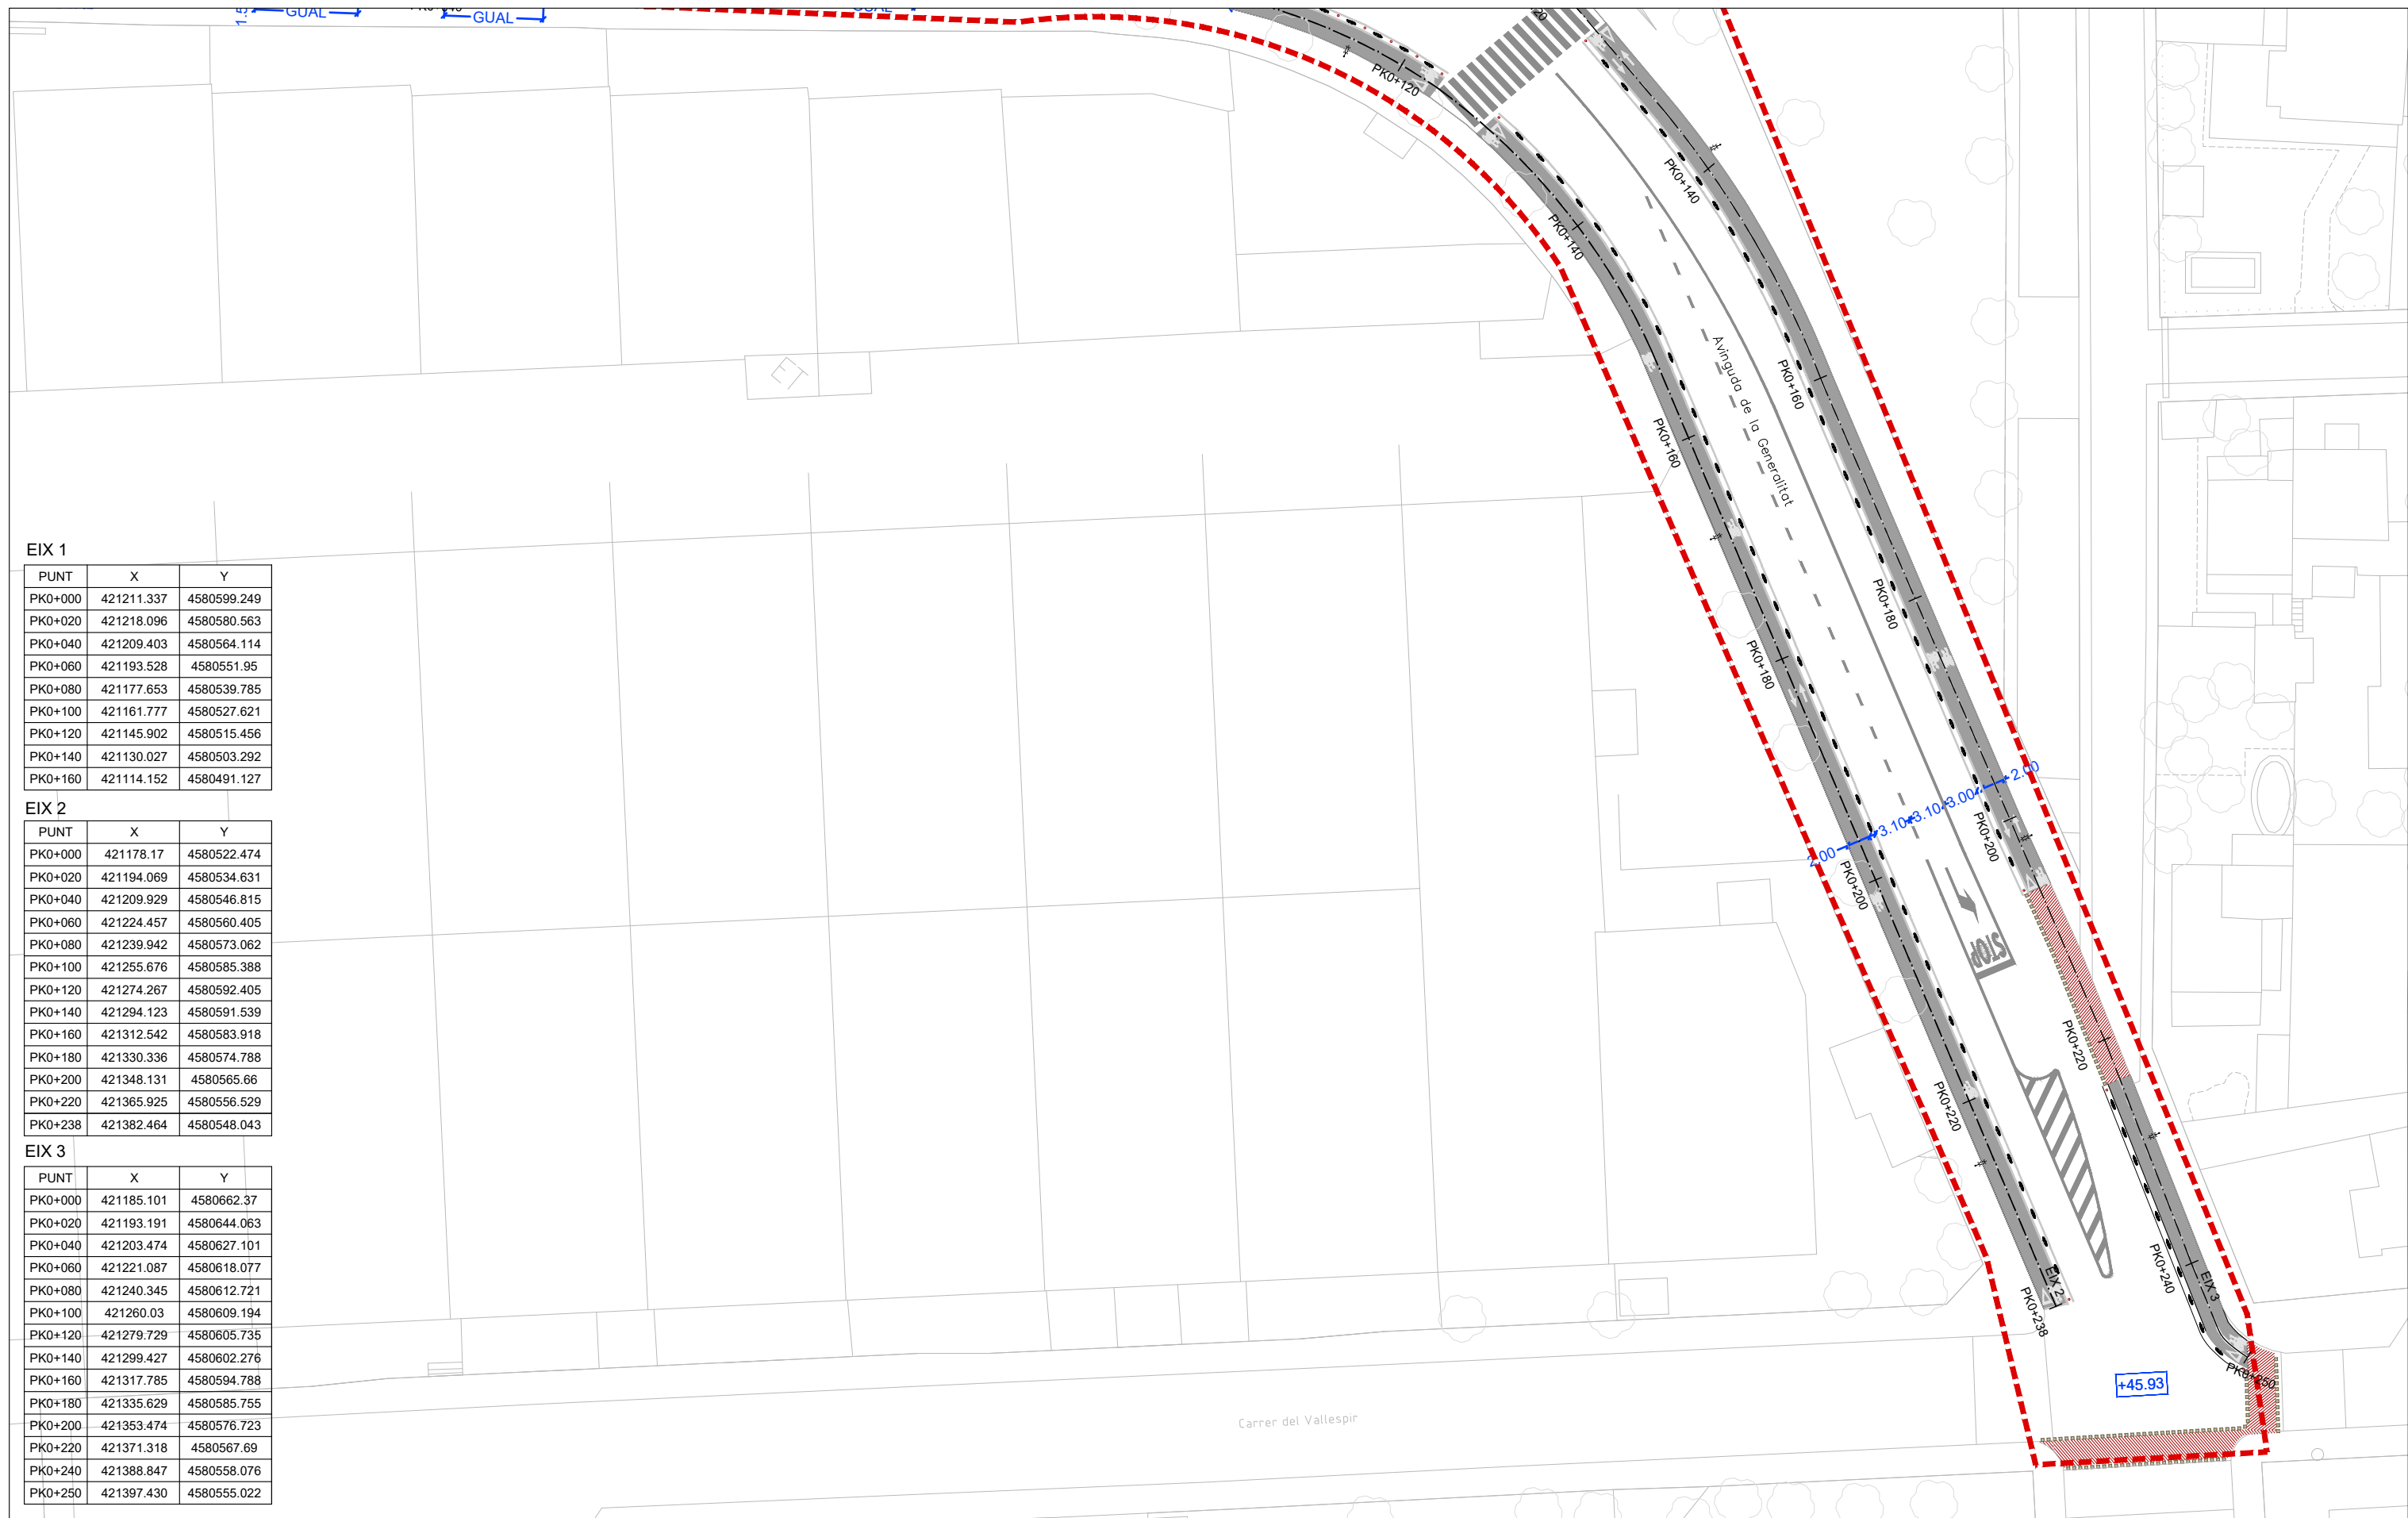 GUAL
GUAL
PK0+120
PK0+140
PK0+140
PK0+160
PK0+160
Avinguda de la Generalitat
PK0+180
PK0+180
2.00
3.10
3.10
3.00
2.00
PK0+200
PK0+200
STOP
PK0+220
PK0+220
PK0+240
EIX 3
EIX 2
PK0+238
PK0+250
+45.93
Carrer del Vallespir
ET
EIX 1
PUNT X Y
PK0+000 421211.337 4580599.249
PK0+020 421218.096 4580580.563
PK0+040 421209.403 4580564.114
PK0+060 421193.528 4580551.95
PK0+080 421177.653 4580539.785
PK0+100 421161.777 4580527.621
PK0+120 421145.902 4580515.456
PK0+140 421130.027 4580503.292
PK0+160 421114.152 4580491.127
EIX 2
PUNT X Y
PK0+000 421178.17 4580522.474
PK0+020 421194.069 4580534.631
PK0+040 421209.929 4580546.815
PK0+060 421224.457 4580560.405
PK0+080 421239.942 4580573.062
PK0+100 421255.676 4580585.388
PK0+120 421274.267 4580592.405
PK0+140 421294.123 4580591.539
PK0+160 421312.542 4580583.918
PK0+180 421330.336 4580574.788
PK0+200 421348.131 4580565.66
PK0+220 421365.925 4580556.529
PK0+238 421382.464 4580548.043
EIX 3
PUNT X Y
PK0+000 421185.101 4580662.37
PK0+020 421193.191 4580644.063
PK0+040 421203.474 4580627.101
PK0+060 421221.087 4580618.077
PK0+080 421240.345 4580612.721
PK0+100 421260.03 4580609.194
PK0+120 421279.729 4580605.735
PK0+140 421299.427 4580602.276
PK0+160 421317.785 4580594.788
PK0+180 421335.629 4580585.755
PK0+200 421353.474 4580576.723
PK0+220 421371.318 4580567.69
PK0+240 421388.847 4580558.076
PK0+250 421397.430 4580555.022